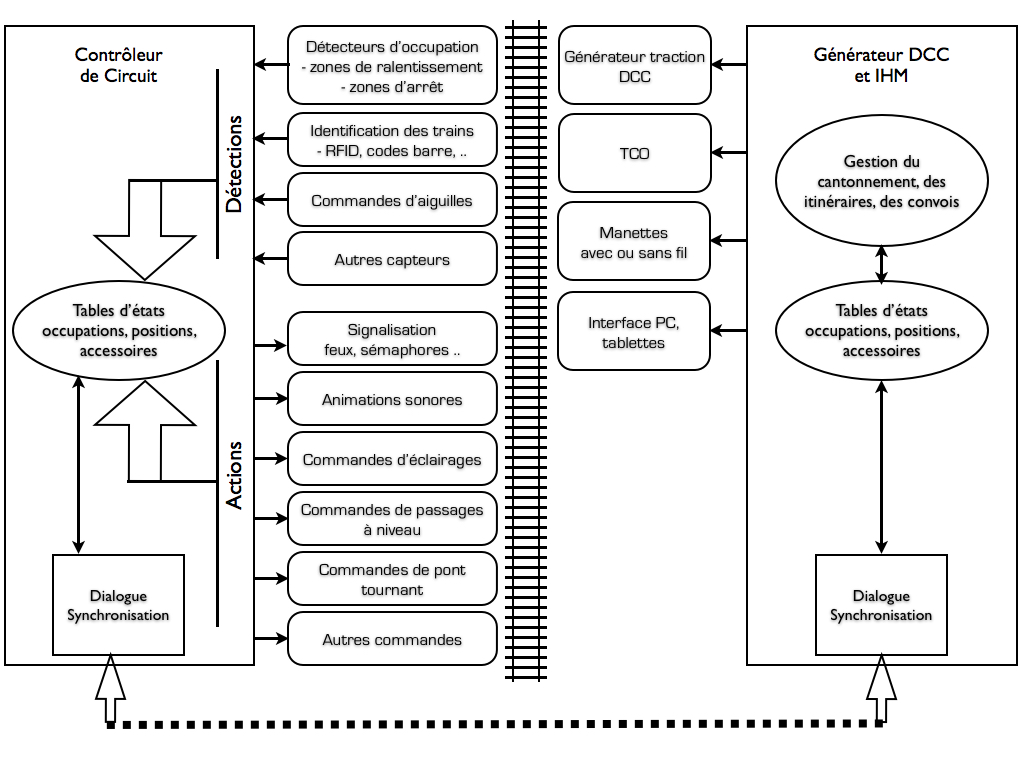 Contrôleur
de Circuit
Détections
Tables d'états
occupations, positions,
accessoires
Actions
Dialogue
Synchronisation
Détecteurs d'occupation
- zones de ralentissement
- zones d'arrêt
Identification des trains
- RFID, codes barre, ..
Commandes d'aiguilles
Autres capteurs
Signalisation
feux, sémaphores ..
Animations sonores
Commandes d'éclairages
Commandes de passages
à niveau
Commandes de pont
tournant
Autres commandes
Générateur traction
DCC
TCO
Manettes
avec ou sans fil
Interface PC,
tablettes
Générateur DCC
et IHM
Gestion du
cantonnement, des
itinéraires, des convois
Tables d'états
occupations, positions,
accessoires
Dialogue
Synchronisation